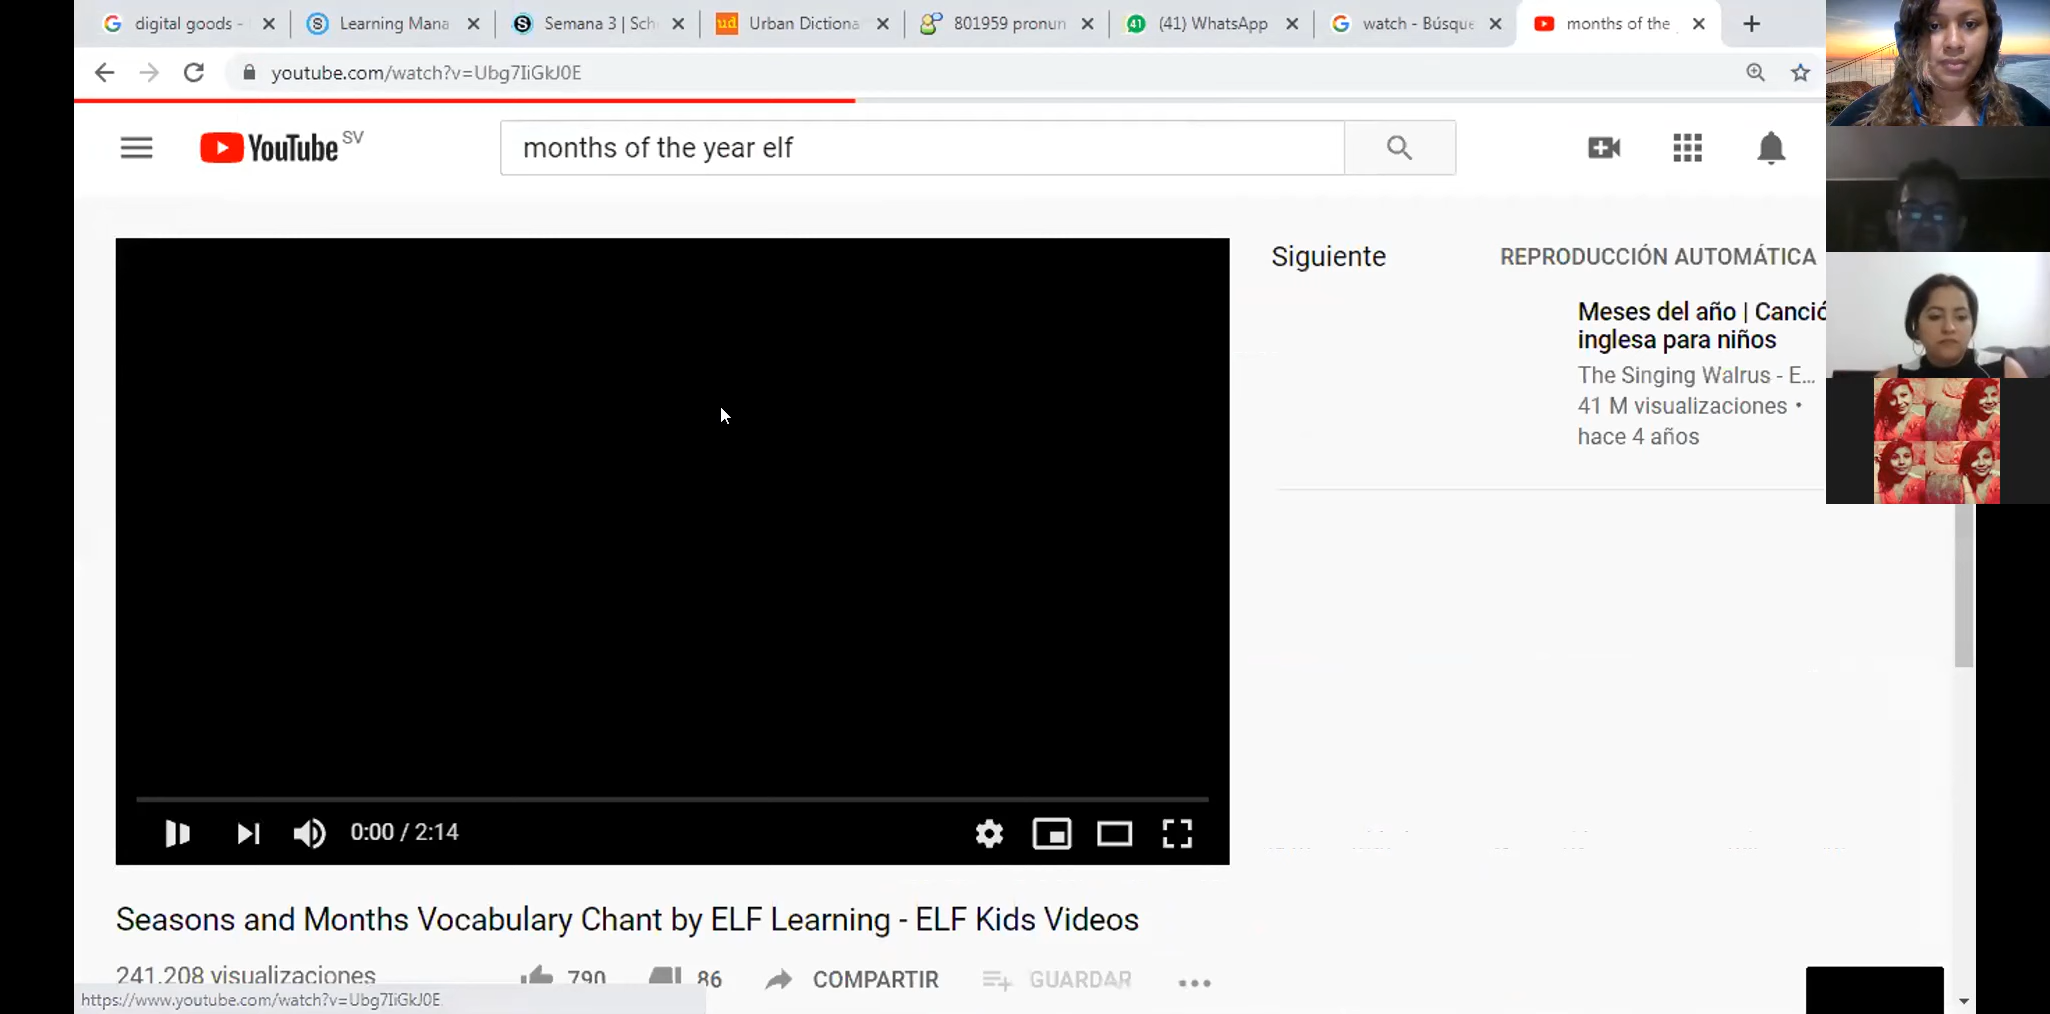 digital goods -
Learning Mana
Semana 3 | Sch
ud Urban Dictiona
801959 pronun
41 (41) WhatsApp
watch - Búsque
months of the
youtube.com/watch?v=Ubg7IiGkJ0E
YouTube SV
months of the year elf
Siguiente
REPRODUCCIÓN AUTOMÁTICA
Meses del año | Canció
inglesa para niños
The Singing Walrus - E...
41 M visualizaciones •
hace 4 años
0:00 / 2:14
Seasons and Months Vocabulary Chant by ELF Learning - ELF Kids Videos
241.208 visualizaciones
790
86
COMPARTIR
GUARDAR
https://www.youtube.com/watch?v=Ubg7IiGkJ0E